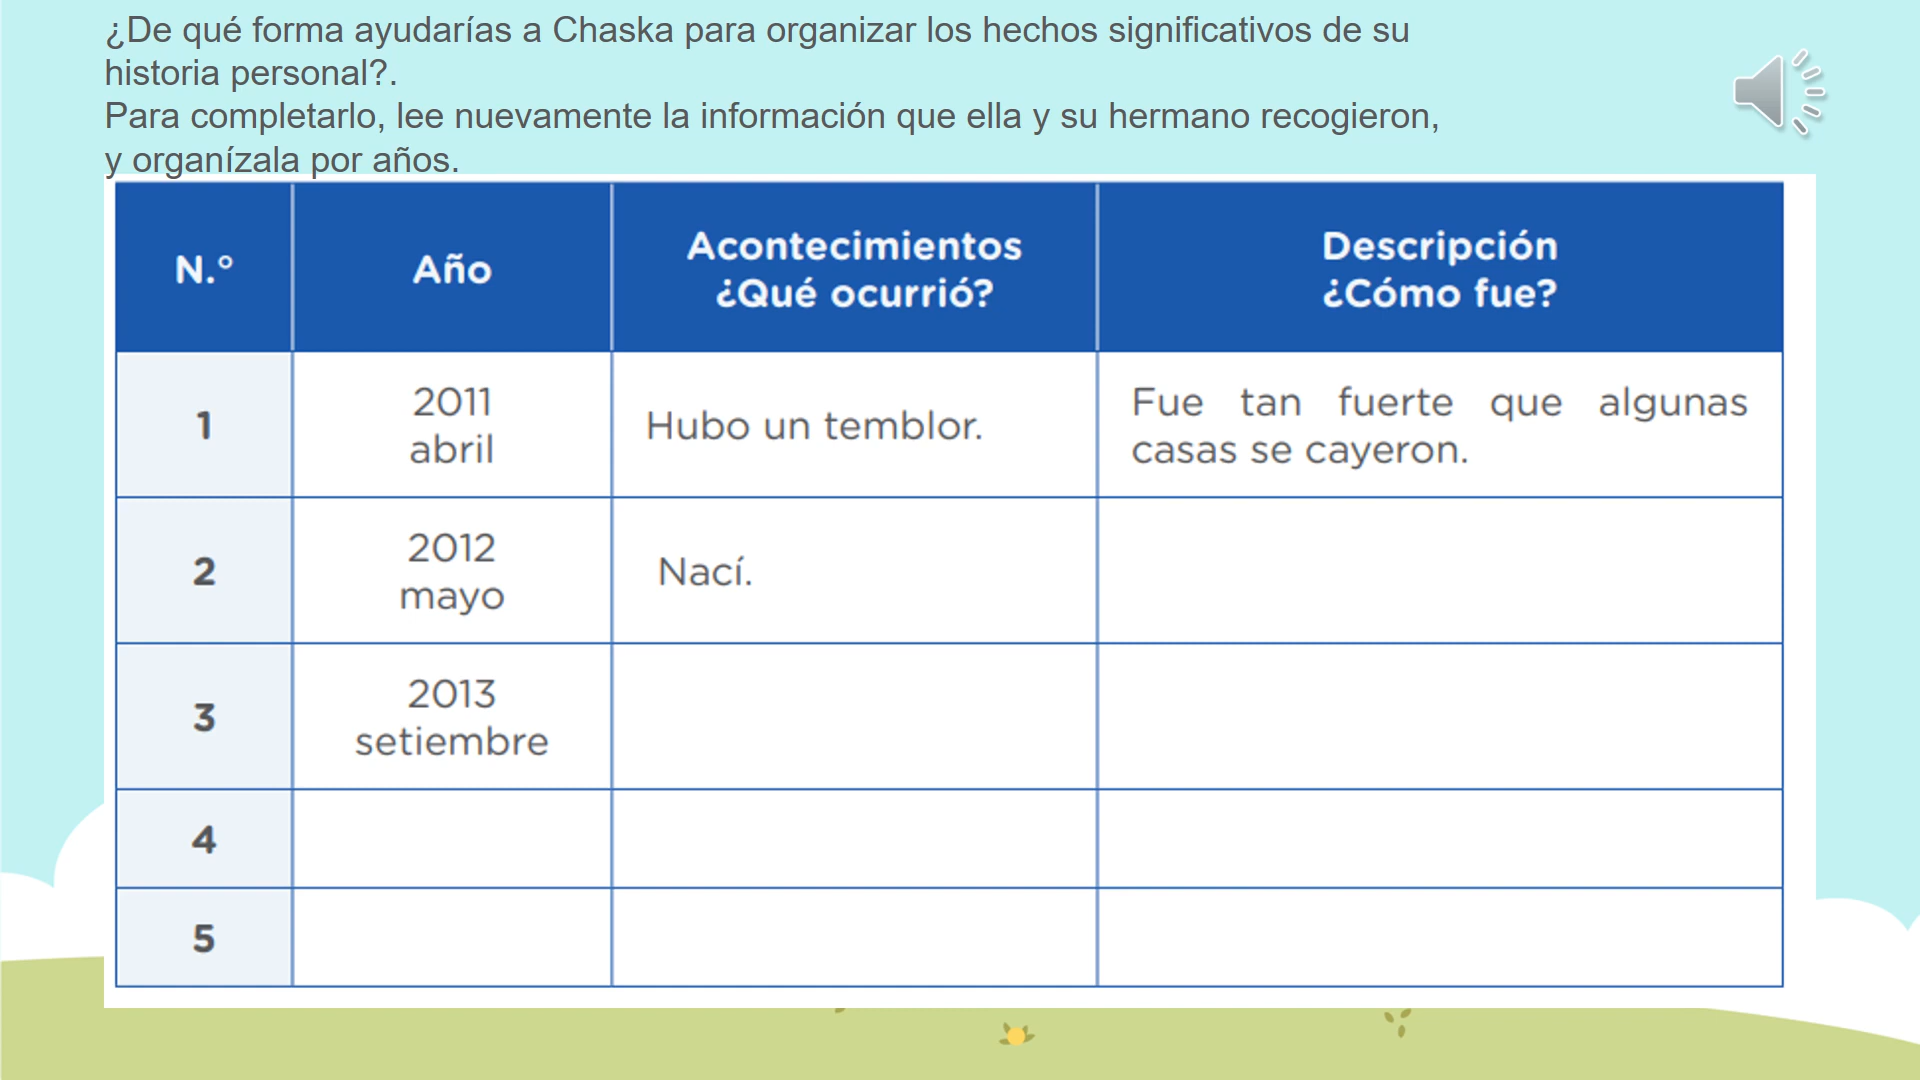 ¿De qué forma ayudarías a Chaska para organizar los hechos significativos de su
historia personal?.
Para completarlo, lee nuevamente la información que ella y su hermano recogieron,
y organízala por años.
N.° Año Acontecimientos ¿Qué ocurrió? Descripción ¿Cómo fue?
1
2011
abril
Hubo un temblor.
Fue tan fuerte que algunas
casas se cayeron.
2
2012
mayo
Nací.
3
2013
setiembre
4
5